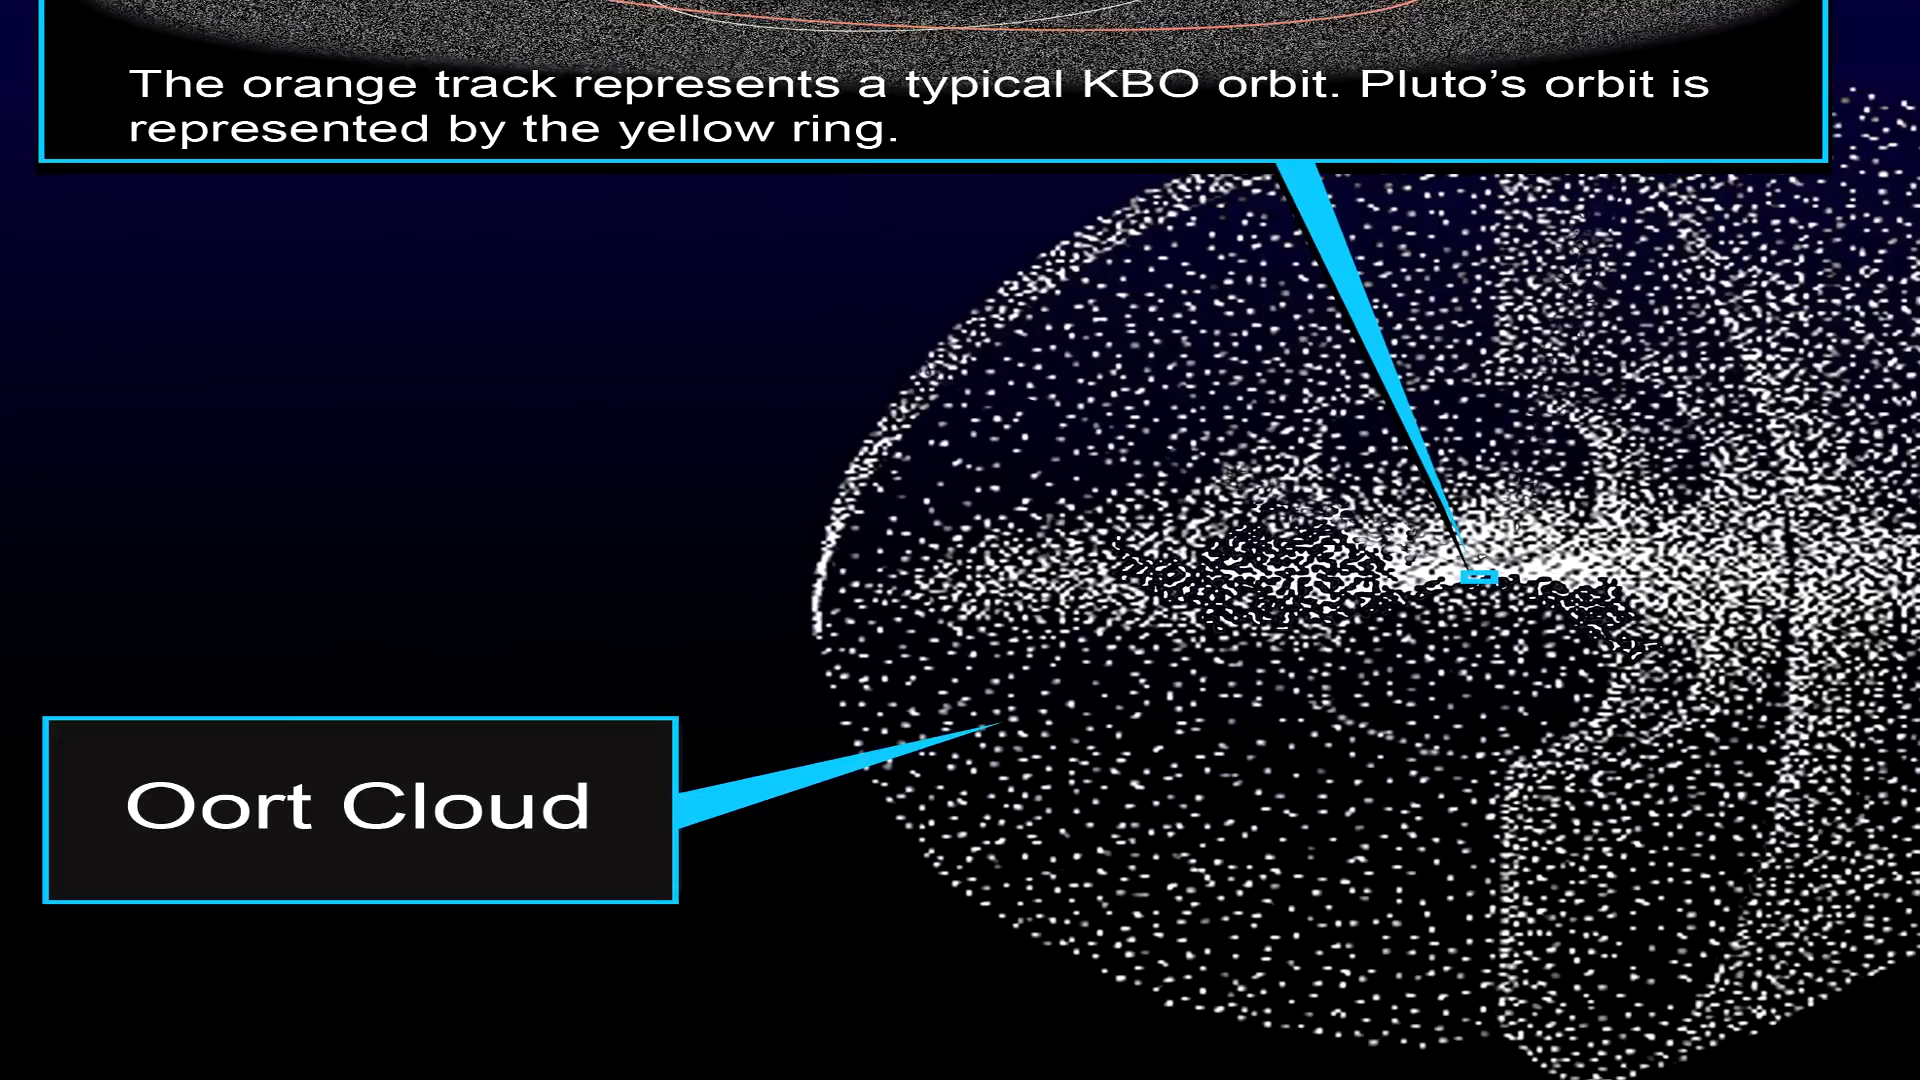 The orange track represents a typical KBO orbit. Pluto’s orbit is
represented by the yellow ring.
Oort Cloud